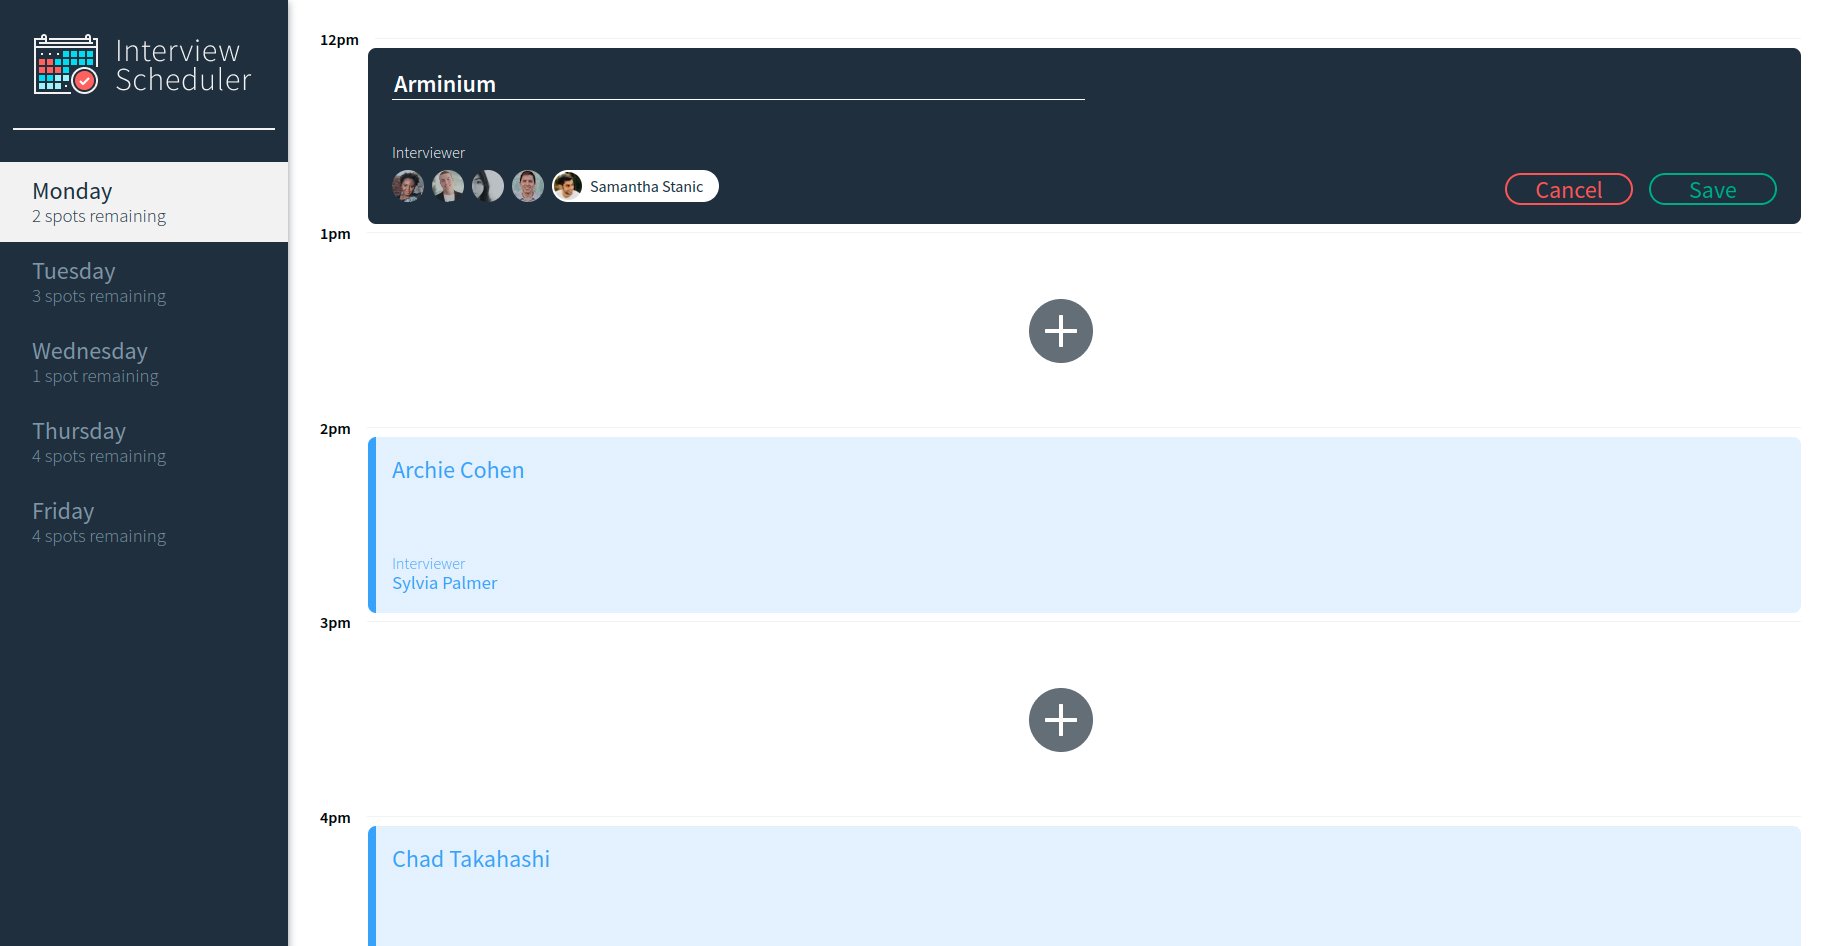 Interview
Scheduler
Monday
2 spots remaining
Tuesday
3 spots remaining
Wednesday
1 spot remaining
Thursday
4 spots remaining
Friday
4 spots remaining
12pm
Arminium
Interviewer
Samantha Stanic
Cancel
Save
1pm
2pm
Archie Cohen
Interviewer
Sylvia Palmer
3pm
4pm
Chad Takahashi